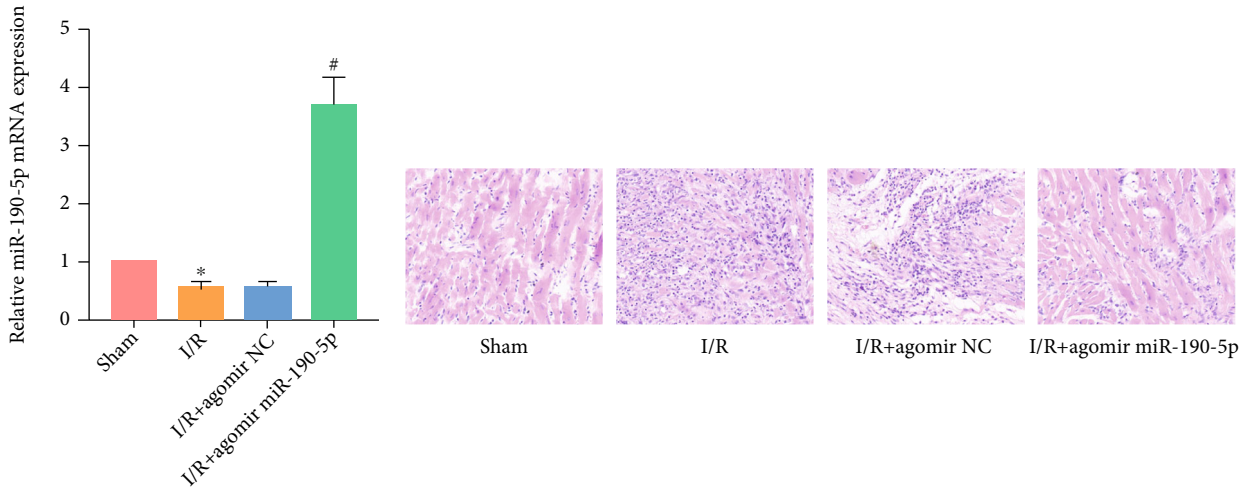 Relative miR-190-5p mRNA expression
5
4
3
2
1
0
*
#
Sham
I/R
I/R+agomir NC
I/R+agomir miR-190-5p
Sham
I/R
I/R+agomir NC
I/R+agomir miR-190-5p